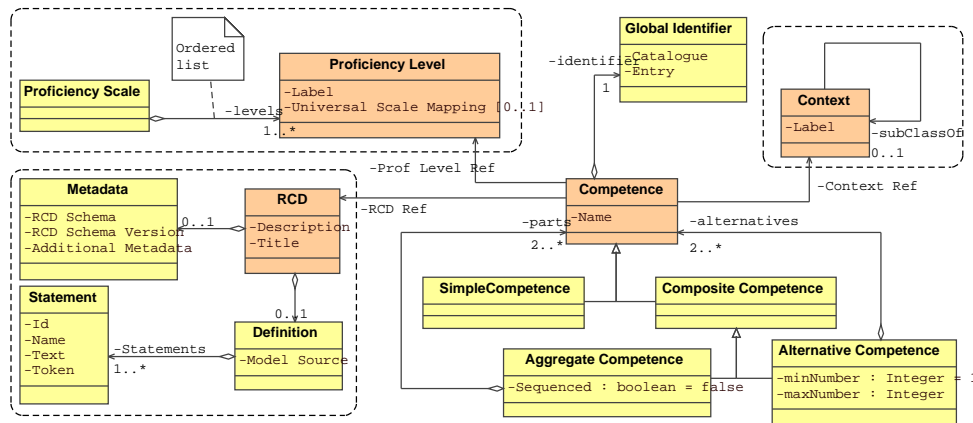 Ordered
list
Proficiency Scale
-levels
1..*
Proficiency Level
-Label
-Universal Scale Mapping [0..1]
Global Identifier
-Catalogue
-Entry
-identifier
1
Context
-Label
-subClassOf
0..1
-Prof Level Ref
-Context Ref
-RCD Ref
Metadata
-RCD Schema
-RCD Schema Version
-Additional Metadata
0..1
RCD
-Description
-Title
Competence
-Name
-parts
2..*
-alternatives
2..*
0..1
Statement
-Id
-Name
-Text
-Token
-Statements
1..*
Definition
-Model Source
SimpleCompetence
Composite Competence
Aggregate Competence
-Sequenced : boolean = false
Alternative Competence
-minNumber : Integer = 1
-maxNumber : Integer